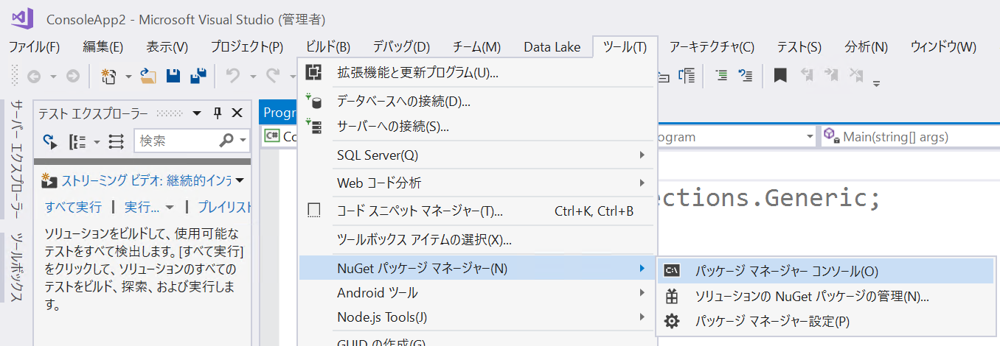 ConsoleApp2 - Microsoft Visual Studio (管理者)
ファイル(F) 編集(E) 表示(V) プロジェクト(P) ビルド(B) デバッグ(D) チーム(M) Data Lake ツール(T) アーキテクチャ(C) テスト(S) 分析(N) ウィンドウ(W)
サーバー エクスプローラー
ツールボックス
テスト エクスプローラー
検索
ストリーミング ビデオ: 継続的インテ
すべて実行 | 実行... プレイリスト
ソリューションをビルドして、使用可能な
テストをすべて検出します。[すべて実行]
をクリックして、ソリューションのすべての
テストをビルド、探索、および実行しま
す。
Progr
C# Co
ogram
Main(string[] args)
ections.Generic;
拡張機能と更新プログラム(U)...
データベースへの接続(D)...
サーバーへの接続(S)...
SQL Server(Q)
Web コード分析
コード スニペット マネージャー(T)... Ctrl+K, Ctrl+B
ツールボックス アイテムの選択(X)...
NuGet パッケージ マネージャー(N)
Android ツール
Node.js Tools(J)
GUID の作成(G)
C:\ パッケージ マネージャー コンソール(O)
ソリューションの NuGet パッケージの管理(N)...
パッケージ マネージャー設定(P)